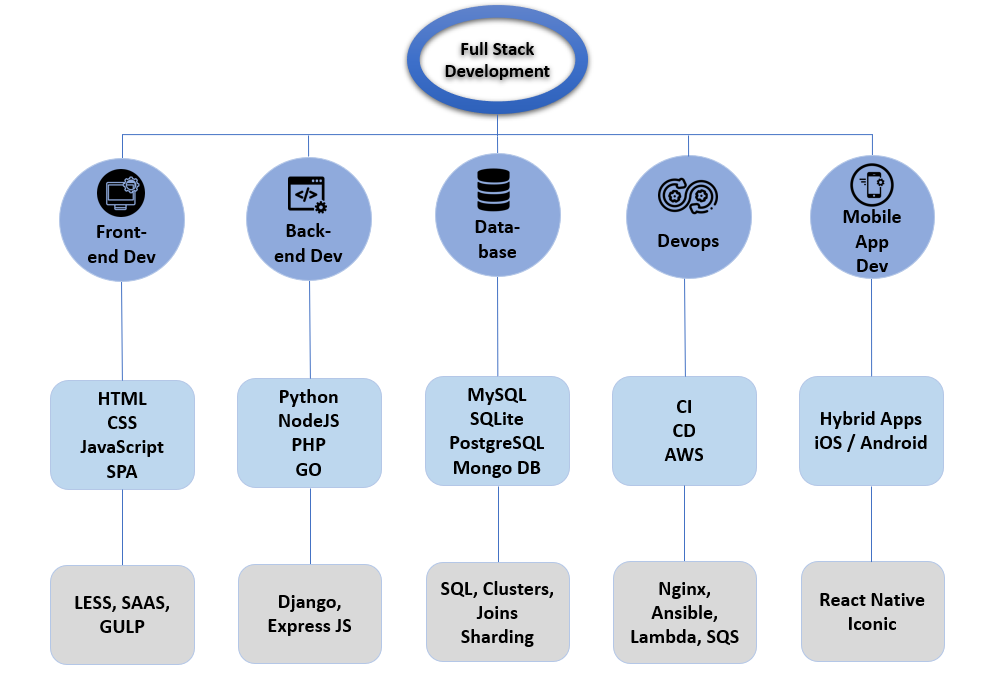 Full Stack
Development
Front-
end Dev
Back-
end Dev
Data-
base
Devops
Mobile
App
Dev
HTML
CSS
JavaScript
SPA
Python
NodeJS
PHP
GO
MySQL
SQLite
PostgreSQL
Mongo DB
CI
CD
AWS
Hybrid Apps
iOS / Android
LESS, SAAS,
GULP
Django,
Express JS
SQL, Clusters,
Joins
Sharding
Nginx,
Ansible,
Lambda, SQS
React Native
Iconic